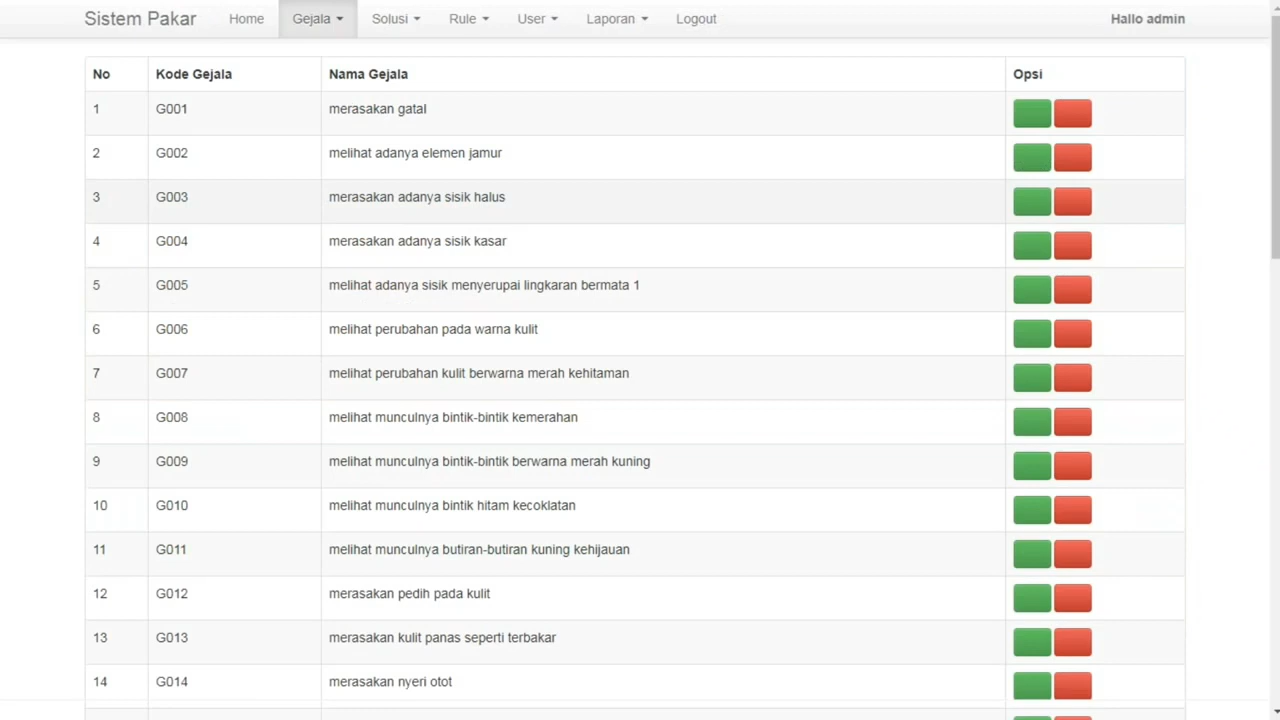 Sistem Pakar Home Gejala Solusi Rule User Laporan Logout Hallo admin
No Kode Gejala Nama Gejala Opsi
1 G001 merasakan gatal
2 G002 melihat adanya elemen jamur
3 G003 merasakan adanya sisik halus
4 G004 merasakan adanya sisik kasar
5 G005 melihat adanya sisik menyerupai lingkaran bermata 1
6 G006 melihat perubahan pada warna kulit
7 G007 melihat perubahan kulit berwarna merah kehitaman
8 G008 melihat munculnya bintik-bintik kemerahan
9 G009 melihat munculnya bintik-bintik berwarna merah kuning
10 G010 melihat munculnya bintik hitam kecoklatan
11 G011 melihat munculnya butiran-butiran kuning kehijauan
12 G012 merasakan pedih pada kulit
13 G013 merasakan kulit panas seperti terbakar
14 G014 merasakan nyeri otot